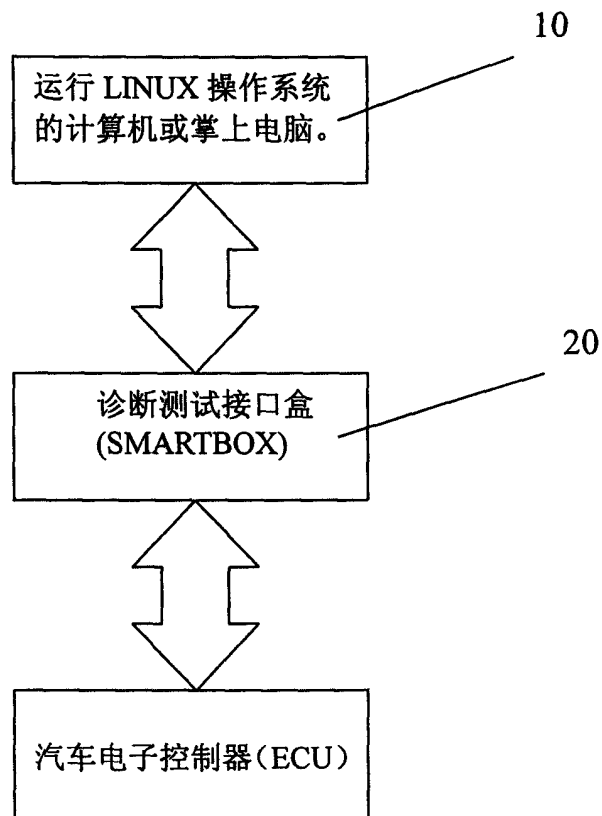 10
运行 LINUX 操作系统
的计算机或掌上电脑。
20
诊断测试接口盒
(SMARTBOX)
汽车电子控制器（ECU）